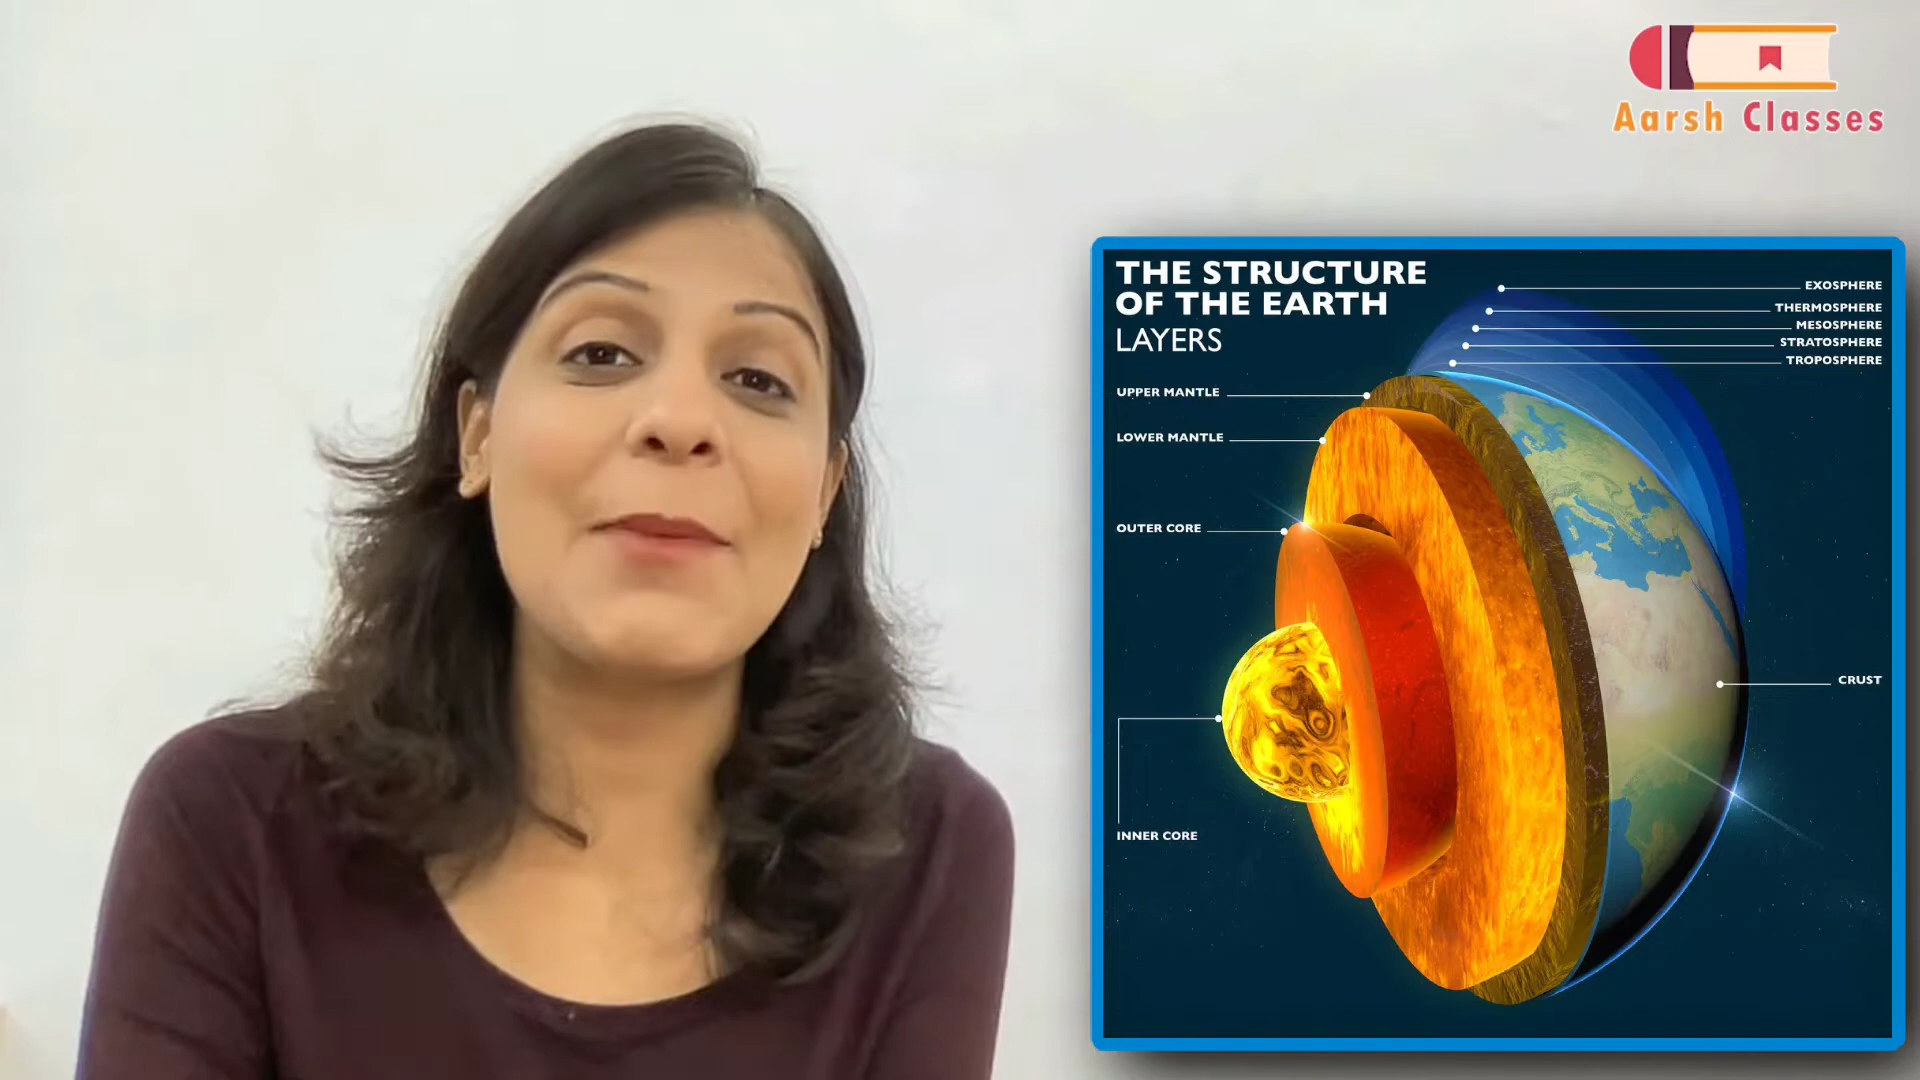 Aarsh Classes
THE STRUCTURE
OF THE EARTH
LAYERS
EXOSPHERE
THERMOSPHERE
MESOSPHERE
STRATOSPHERE
TROPOSPHERE
UPPER MANTLE
LOWER MANTLE
OUTER CORE
CRUST
INNER CORE